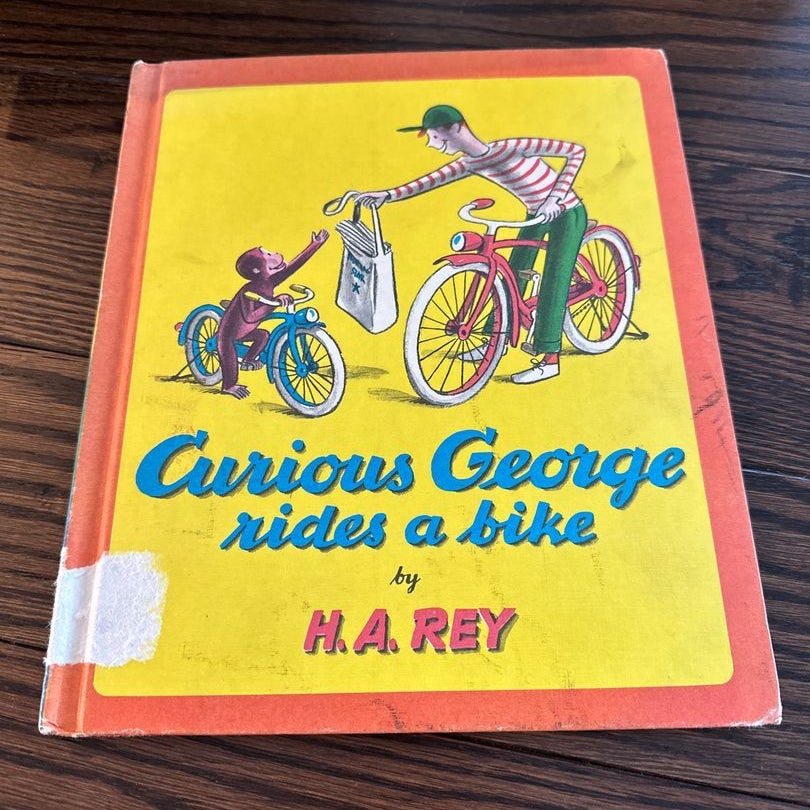 Curious George
rides a bike
by
H. A. REY